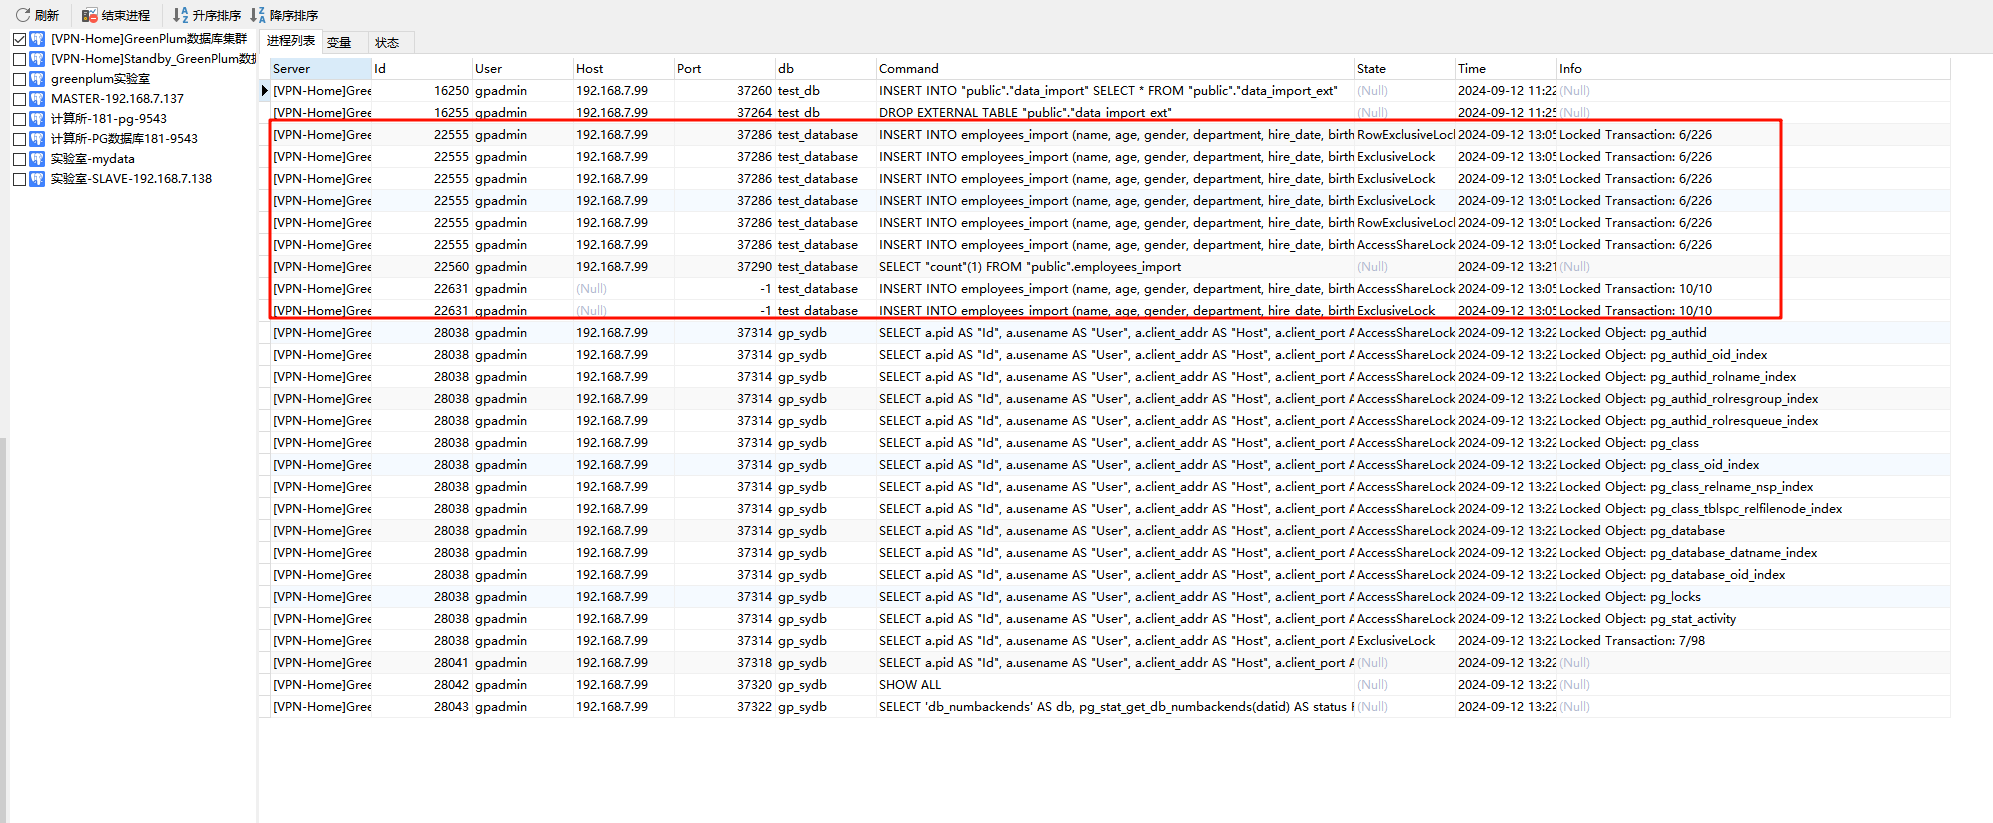 刷新 结束进程 升序排序 降序排序
[VPN-Home]GreenPlum数据库集群
[VPN-Home]Standby_GreenPlum数据
greenplum实验室
MASTER-192.168.7.137
计算所-181-pg-9543
计算所-PG数据库181-9543
实验室-mydata
实验室-SLAVE-192.168.7.138
进程列表 变量 状态
Server Id User Host Port db Command State Time Info
[VPN-Home]Gree 16250 gpadmin 192.168.7.99 37260 test_db INSERT INTO "public"."data_import" SELECT * FROM "public"."data_import_ext" (Null) 2024-09-12 11:22 (Null)
[VPN-Home]Gree 16255 gpadmin 192.168.7.99 37264 test_db DROP EXTERNAL TABLE "public"."data_import_ext" (Null) 2024-09-12 11:25 (Null)
[VPN-Home]Gree 22555 gpadmin 192.168.7.99 37286 test_database INSERT INTO employees_import (name, age, gender, department, hire_date, birth RowExclusiveLock 2024-09-12 13:05 Locked Transaction: 6/226
[VPN-Home]Gree 22555 gpadmin 192.168.7.99 37286 test_database INSERT INTO employees_import (name, age, gender, department, hire_date, birth ExclusiveLock 2024-09-12 13:05 Locked Transaction: 6/226
[VPN-Home]Gree 22555 gpadmin 192.168.7.99 37286 test_database INSERT INTO employees_import (name, age, gender, department, hire_date, birth ExclusiveLock 2024-09-12 13:05 Locked Transaction: 6/226
[VPN-Home]Gree 22555 gpadmin 192.168.7.99 37286 test_database INSERT INTO employees_import (name, age, gender, department, hire_date, birth ExclusiveLock 2024-09-12 13:05 Locked Transaction: 6/226
[VPN-Home]Gree 22555 gpadmin 192.168.7.99 37286 test_database INSERT INTO employees_import (name, age, gender, department, hire_date, birth RowExclusiveLock 2024-09-12 13:05 Locked Transaction: 6/226
[VPN-Home]Gree 22555 gpadmin 192.168.7.99 37286 test_database INSERT INTO employees_import (name, age, gender, department, hire_date, birth AccessShareLock 2024-09-12 13:05 Locked Transaction: 6/226
[VPN-Home]Gree 22560 gpadmin 192.168.7.99 37290 test_database SELECT "count"(1) FROM "public".employees_import (Null) 2024-09-12 13:21 (Null)
[VPN-Home]Gree 22631 gpadmin (Null) -1 test_database INSERT INTO employees_import (name, age, gender, department, hire_date, birth AccessShareLock 2024-09-12 13:05 Locked Transaction: 10/10
[VPN-Home]Gree 22631 gpadmin (Null) -1 test_database INSERT INTO employees_import (name, age, gender, department, hire_date, birth ExclusiveLock 2024-09-12 13:05 Locked Transaction: 10/10
[VPN-Home]Gree 28038 gpadmin 192.168.7.99 37314 gp_sydb SELECT a.pid AS "Id", a.usename AS "User", a.client_addr AS "Host", a.client_port A AccessShareLock 2024-09-12 13:22 Locked Object: pg_authid
[VPN-Home]Gree 28038 gpadmin 192.168.7.99 37314 gp_sydb SELECT a.pid AS "Id", a.usename AS "User", a.client_addr AS "Host", a.client_port A AccessShareLock 2024-09-12 13:22 Locked Object: pg_authid_oid_index
[VPN-Home]Gree 28038 gpadmin 192.168.7.99 37314 gp_sydb SELECT a.pid AS "Id", a.usename AS "User", a.client_addr AS "Host", a.client_port A AccessShareLock 2024-09-12 13:22 Locked Object: pg_authid_rolname_index
[VPN-Home]Gree 28038 gpadmin 192.168.7.99 37314 gp_sydb SELECT a.pid AS "Id", a.usename AS "User", a.client_addr AS "Host", a.client_port A AccessShareLock 2024-09-12 13:22 Locked Object: pg_authid_rolresgroup_index
[VPN-Home]Gree 28038 gpadmin 192.168.7.99 37314 gp_sydb SELECT a.pid AS "Id", a.usename AS "User", a.client_addr AS "Host", a.client_port A AccessShareLock 2024-09-12 13:22 Locked Object: pg_authid_rolresqueue_index
[VPN-Home]Gree 28038 gpadmin 192.168.7.99 37314 gp_sydb SELECT a.pid AS "Id", a.usename AS "User", a.client_addr AS "Host", a.client_port A AccessShareLock 2024-09-12 13:22 Locked Object: pg_class
[VPN-Home]Gree 28038 gpadmin 192.168.7.99 37314 gp_sydb SELECT a.pid AS "Id", a.usename AS "User", a.client_addr AS "Host", a.client_port A AccessShareLock 2024-09-12 13:22 Locked Object: pg_class_oid_index
[VPN-Home]Gree 28038 gpadmin 192.168.7.99 37314 gp_sydb SELECT a.pid AS "Id", a.usename AS "User", a.client_addr AS "Host", a.client_port A AccessShareLock 2024-09-12 13:22 Locked Object: pg_class_relname_nsp_index
[VPN-Home]Gree 28038 gpadmin 192.168.7.99 37314 gp_sydb SELECT a.pid AS "Id", a.usename AS "User", a.client_addr AS "Host", a.client_port A AccessShareLock 2024-09-12 13:22 Locked Object: pg_class_tblspc_relfilenode_index
[VPN-Home]Gree 28038 gpadmin 192.168.7.99 37314 gp_sydb SELECT a.pid AS "Id", a.usename AS "User", a.client_addr AS "Host", a.client_port A AccessShareLock 2024-09-12 13:22 Locked Object: pg_database
[VPN-Home]Gree 28038 gpadmin 192.168.7.99 37314 gp_sydb SELECT a.pid AS "Id", a.usename AS "User", a.client_addr AS "Host", a.client_port A AccessShareLock 2024-09-12 13:22 Locked Object: pg_database_datname_index
[VPN-Home]Gree 28038 gpadmin 192.168.7.99 37314 gp_sydb SELECT a.pid AS "Id", a.usename AS "User", a.client_addr AS "Host", a.client_port A AccessShareLock 2024-09-12 13:22 Locked Object: pg_database_oid_index
[VPN-Home]Gree 28038 gpadmin 192.168.7.99 37314 gp_sydb SELECT a.pid AS "Id", a.usename AS "User", a.client_addr AS "Host", a.client_port A AccessShareLock 2024-09-12 13:22 Locked Object: pg_locks
[VPN-Home]Gree 28038 gpadmin 192.168.7.99 37314 gp_sydb SELECT a.pid AS "Id", a.usename AS "User", a.client_addr AS "Host", a.client_port A AccessShareLock 2024-09-12 13:22 Locked Object: pg_stat_activity
[VPN-Home]Gree 28038 gpadmin 192.168.7.99 37314 gp_sydb SELECT a.pid AS "Id", a.usename AS "User", a.client_addr AS "Host", a.client_port A ExclusiveLock 2024-09-12 13:22 Locked Transaction: 7/98
[VPN-Home]Gree 28041 gpadmin 192.168.7.99 37318 gp_sydb SELECT a.pid AS "Id", a.usename AS "User", a.client_addr AS "Host", a.client_port A (Null) 2024-09-12 13:22 (Null)
[VPN-Home]Gree 28042 gpadmin 192.168.7.99 37320 gp_sydb SHOW ALL (Null) 2024-09-12 13:22 (Null)
[VPN-Home]Gree 28043 gpadmin 192.168.7.99 37322 gp_sydb SELECT 'db_numbackends' AS db, pg_stat_get_db_numbackends(datid) AS status F (Null) 2024-09-12 13:22 (Null)